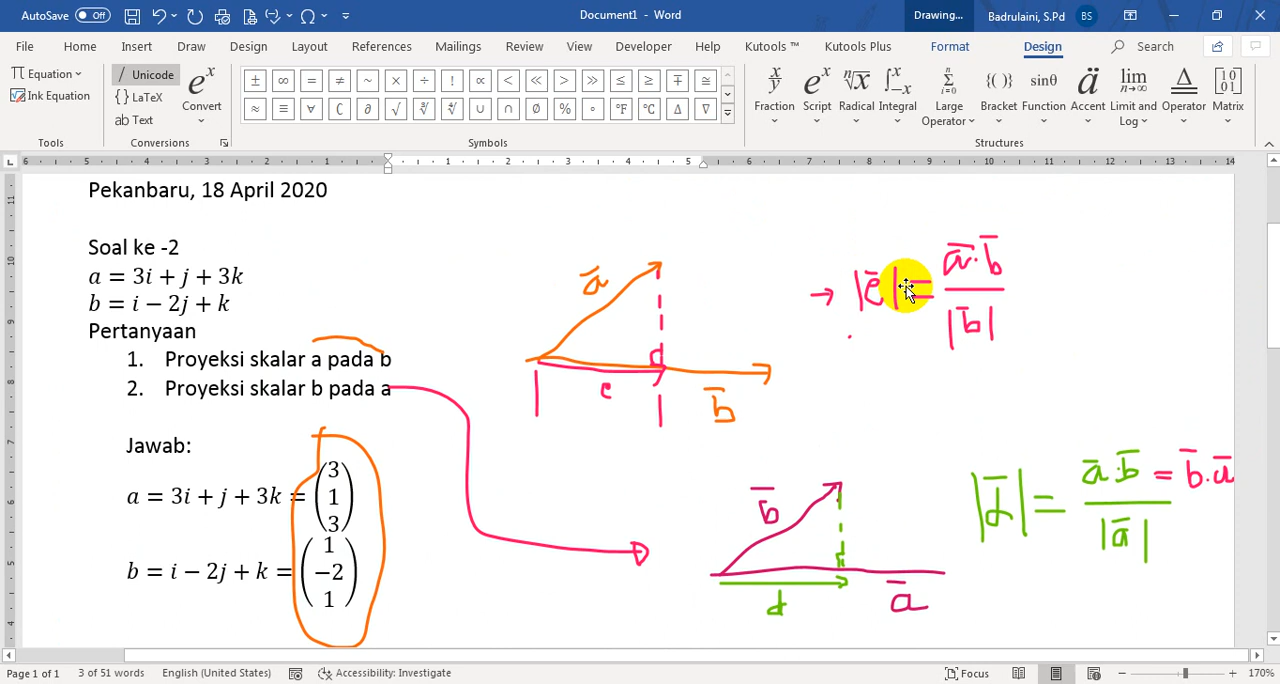 AutoSave Off Document1 - Word Drawing... Badrulaini, S.Pd BS
File Home Insert Draw Design Layout References Mailings Review View Developer Help Kutools ™ Kutools Plus Format Design Search
Equation Unicode Fraction Script Radical Integral Large Operator Bracket Function Accent Limit and Log Operator Matrix
Ink Equation {} LaTeX Convert
ab Text
Tools Conversions Symbols Structures
Pekanbaru, 18 April 2020
Soal ke -2
a = 3i + j + 3k
b = i − 2j + k
Pertanyaan
1. Proyeksi skalar a pada b
2. Proyeksi skalar b pada a
Jawab:
a = 3i + j + 3k = (3 1 3)
b = i − 2j + k = (1 −2 1)
a̅
c
b̅
→ |c̅| = a̅·b̅ / |b̅|
b̅
d
a̅
|d̅| = a̅·b̅ / |a̅| = b̅·a̅
Page 1 of 1 3 of 51 words English (United States) Accessibility: Investigate Focus 170%